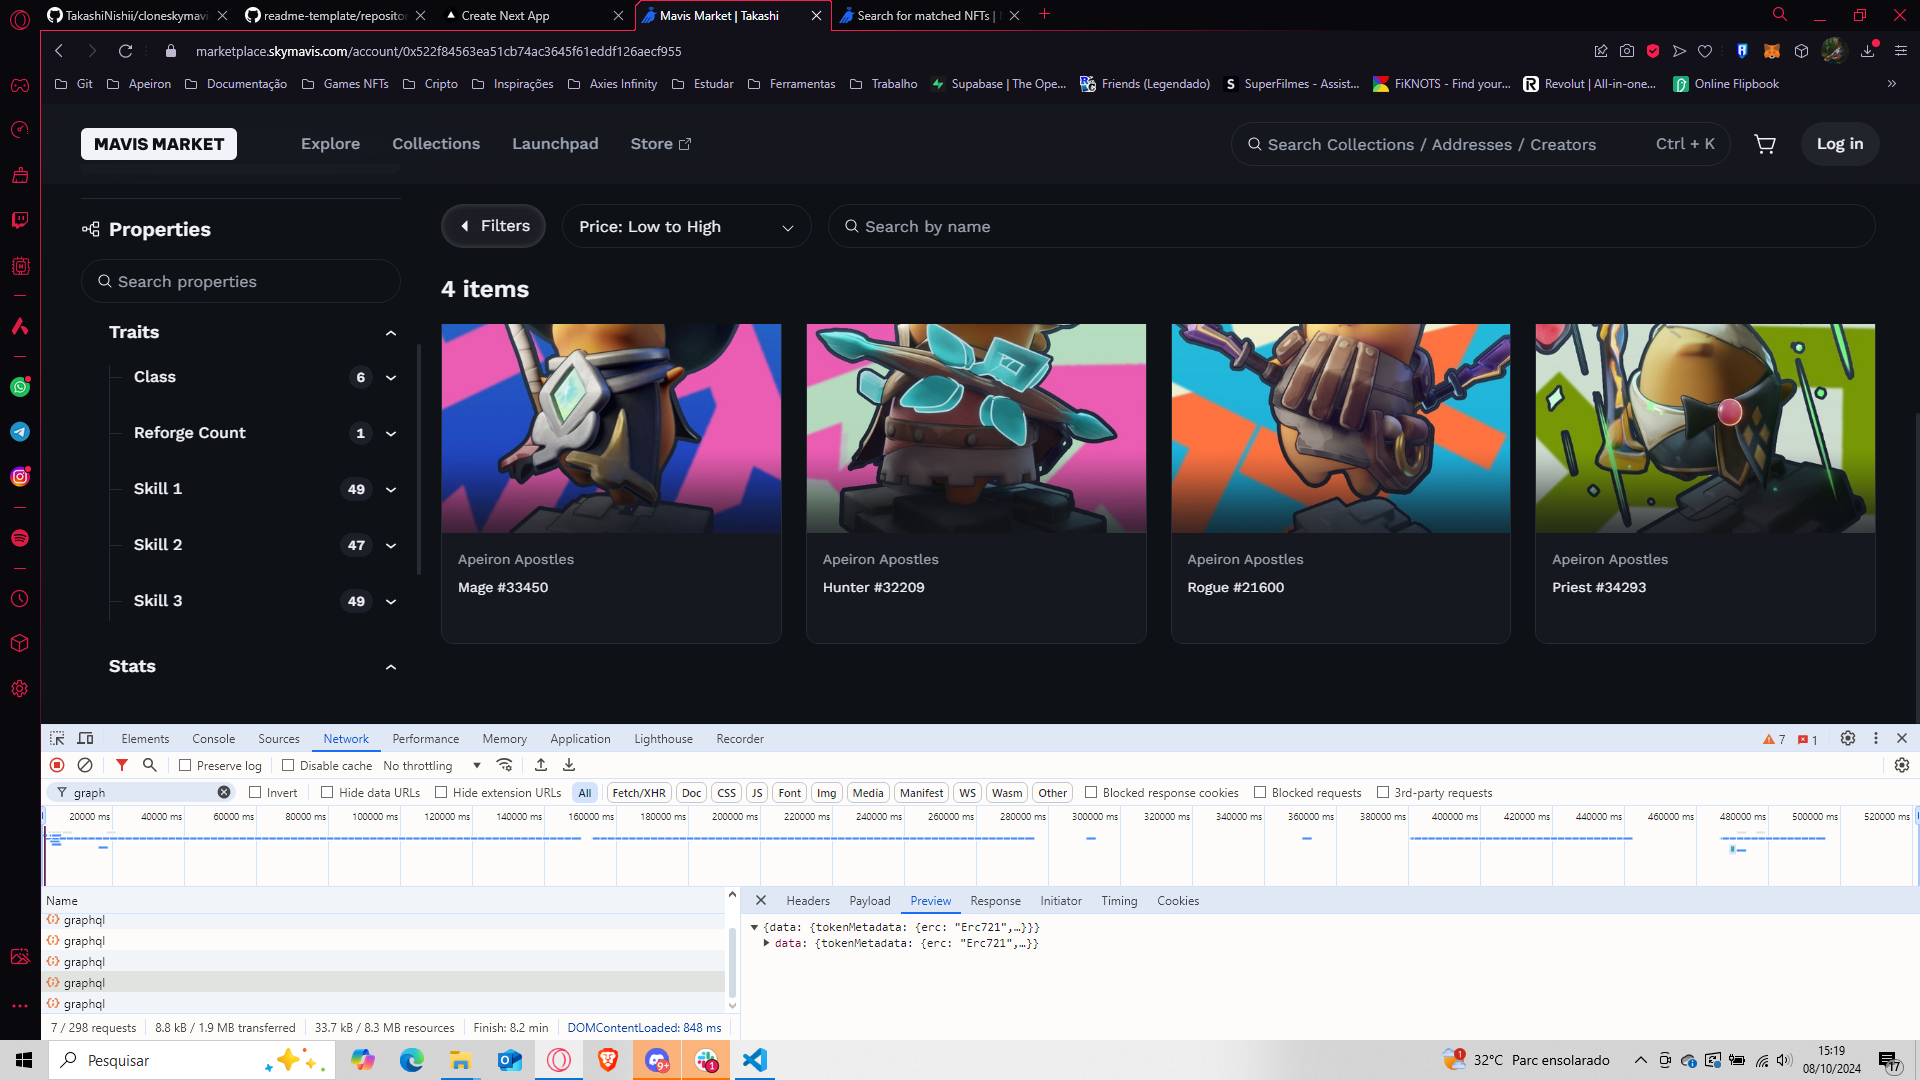 TakashiNishii/cloneskymavi
readme-template/repositor
Create Next App
Mavis Market | Takashi
Search for matched NFTs |
marketplace.skymavis.com/account/0x522f84563ea51cb74ac3645f61eddf126aecf955
Git
Apeiron
Documentação
Games NFTs
Cripto
Inspirações
Axies Infinity
Estudar
Ferramentas
Trabalho
Supabase | The Ope...
Friends (Legendado)
SuperFilmes - Assist...
FiKNOTS - Find your...
Revolut | All-in-one...
Online Flipbook
MAVIS MARKET
Explore
Collections
Launchpad
Store
Search Collections / Addresses / Creators
Ctrl + K
Log in
Properties
Search properties
Traits
Class 6
Reforge Count 1
Skill 1 49
Skill 2 47
Skill 3 49
Stats
Filters
Price: Low to High
Search by name
4 items
Apeiron Apostles
Mage #33450
Apeiron Apostles
Hunter #32209
Apeiron Apostles
Rogue #21600
Apeiron Apostles
Priest #34293
Elements Console Sources Network Performance Memory Application Lighthouse Recorder
7 1
Preserve log Disable cache No throttling
graph
Invert Hide data URLs Hide extension URLs All Fetch/XHR Doc CSS JS Font Img Media Manifest WS Wasm Other Blocked response cookies Blocked requests 3rd-party requests
20000 ms 40000 ms 60000 ms 80000 ms 100000 ms 120000 ms 140000 ms 160000 ms 180000 ms 200000 ms 220000 ms 240000 ms 260000 ms 280000 ms 300000 ms 320000 ms 340000 ms 360000 ms 380000 ms 400000 ms 420000 ms 440000 ms 460000 ms 480000 ms 500000 ms 520000 ms
Name
graphql
graphql
graphql
graphql
graphql
7 / 298 requests 8.8 kB / 1.9 MB transferred 33.7 kB / 8.3 MB resources Finish: 8.2 min DOMContentLoaded: 848 ms
Headers Payload Preview Response Initiator Timing Cookies
{data: {tokenMetadata: {erc: "Erc721",…}}}
data: {tokenMetadata: {erc: "Erc721",…}}
Pesquisar
9+
1
1
32°C Parc ensolarado
15:19
08/10/2024
17